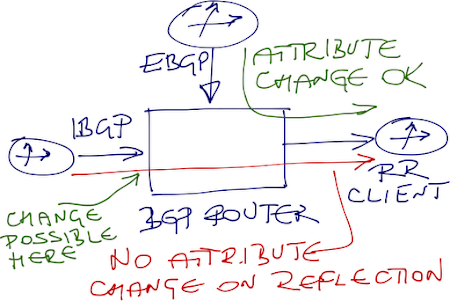 EBGP
ATTRIBUTE
CHANGE OK
IBGP
RR
CLIENT
CHANGE
POSSIBLE
HERE
BGP ROUTER
NO ATTRIBUTE
CHANGE ON REFLECTION